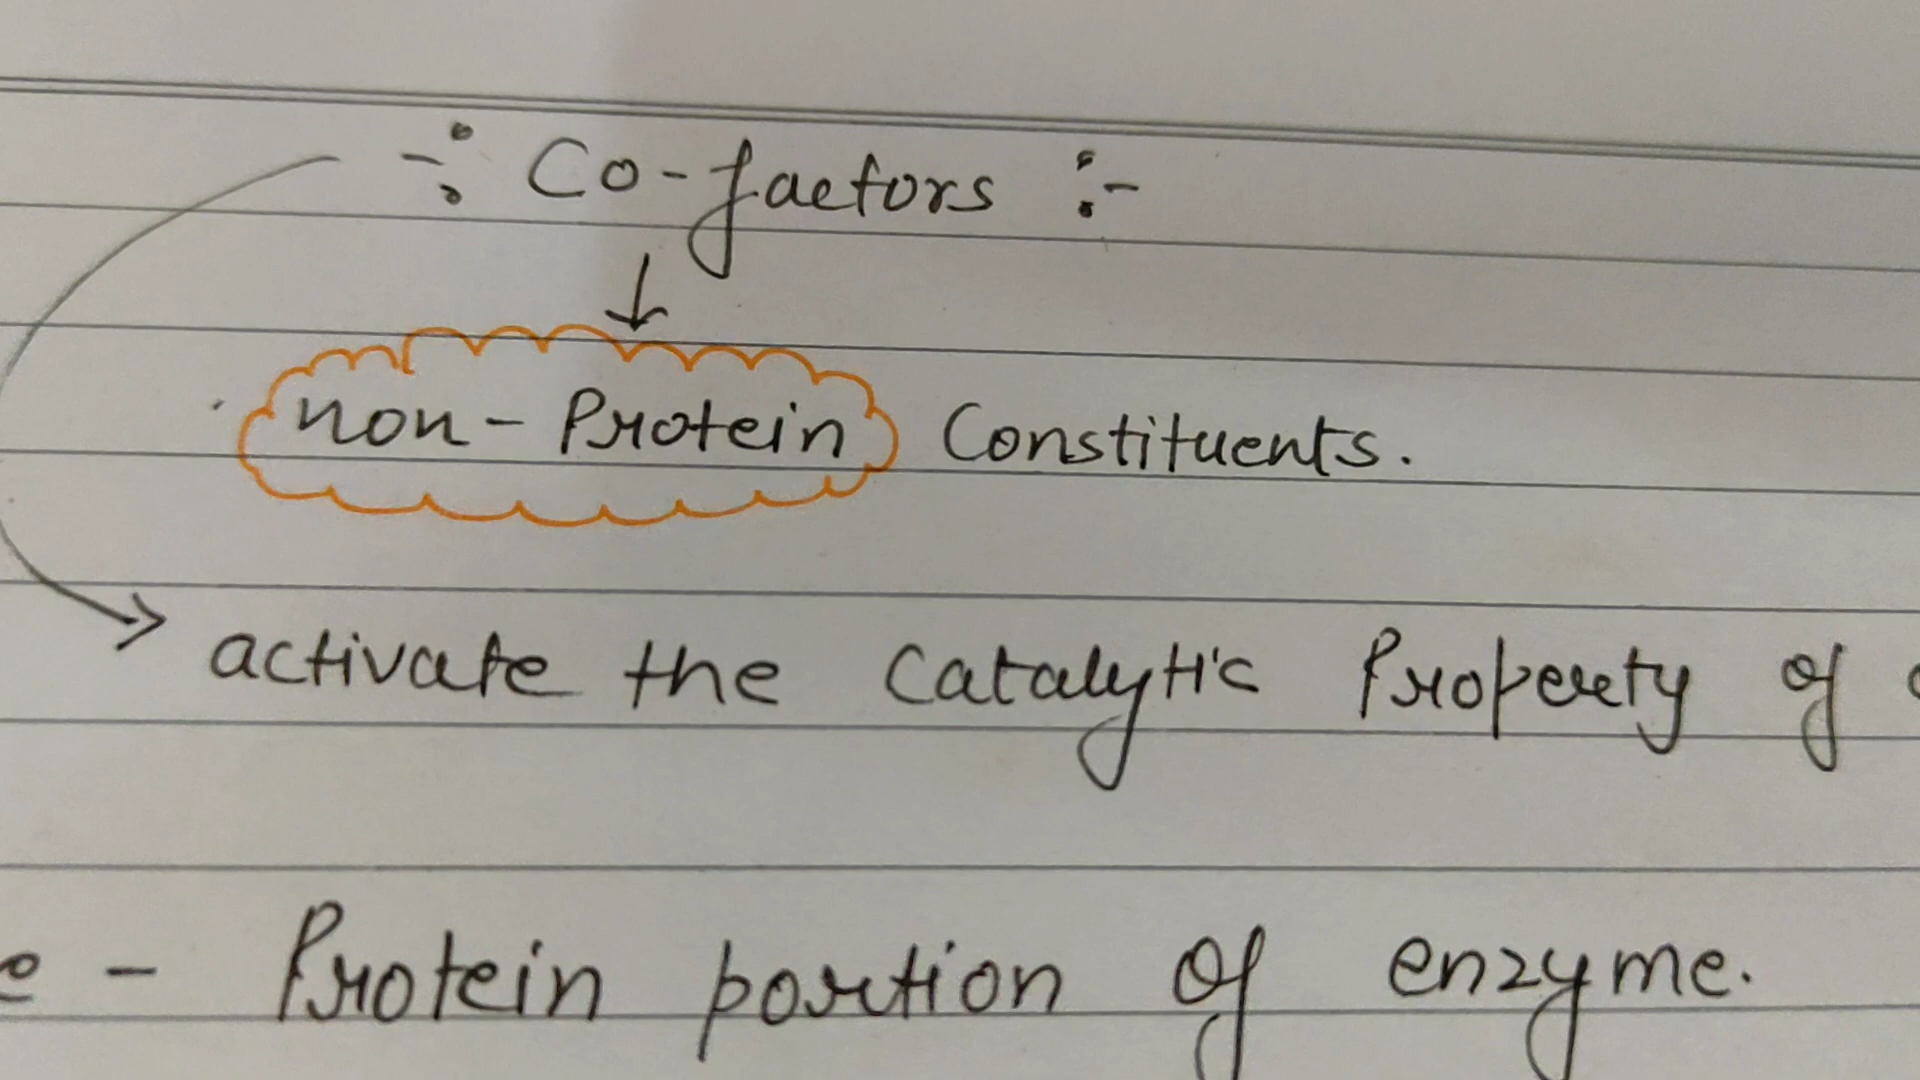 -: Co-factors :-
non-Protein Constituents.
activate the Catalytic Property of
- Protein portion of enzyme.